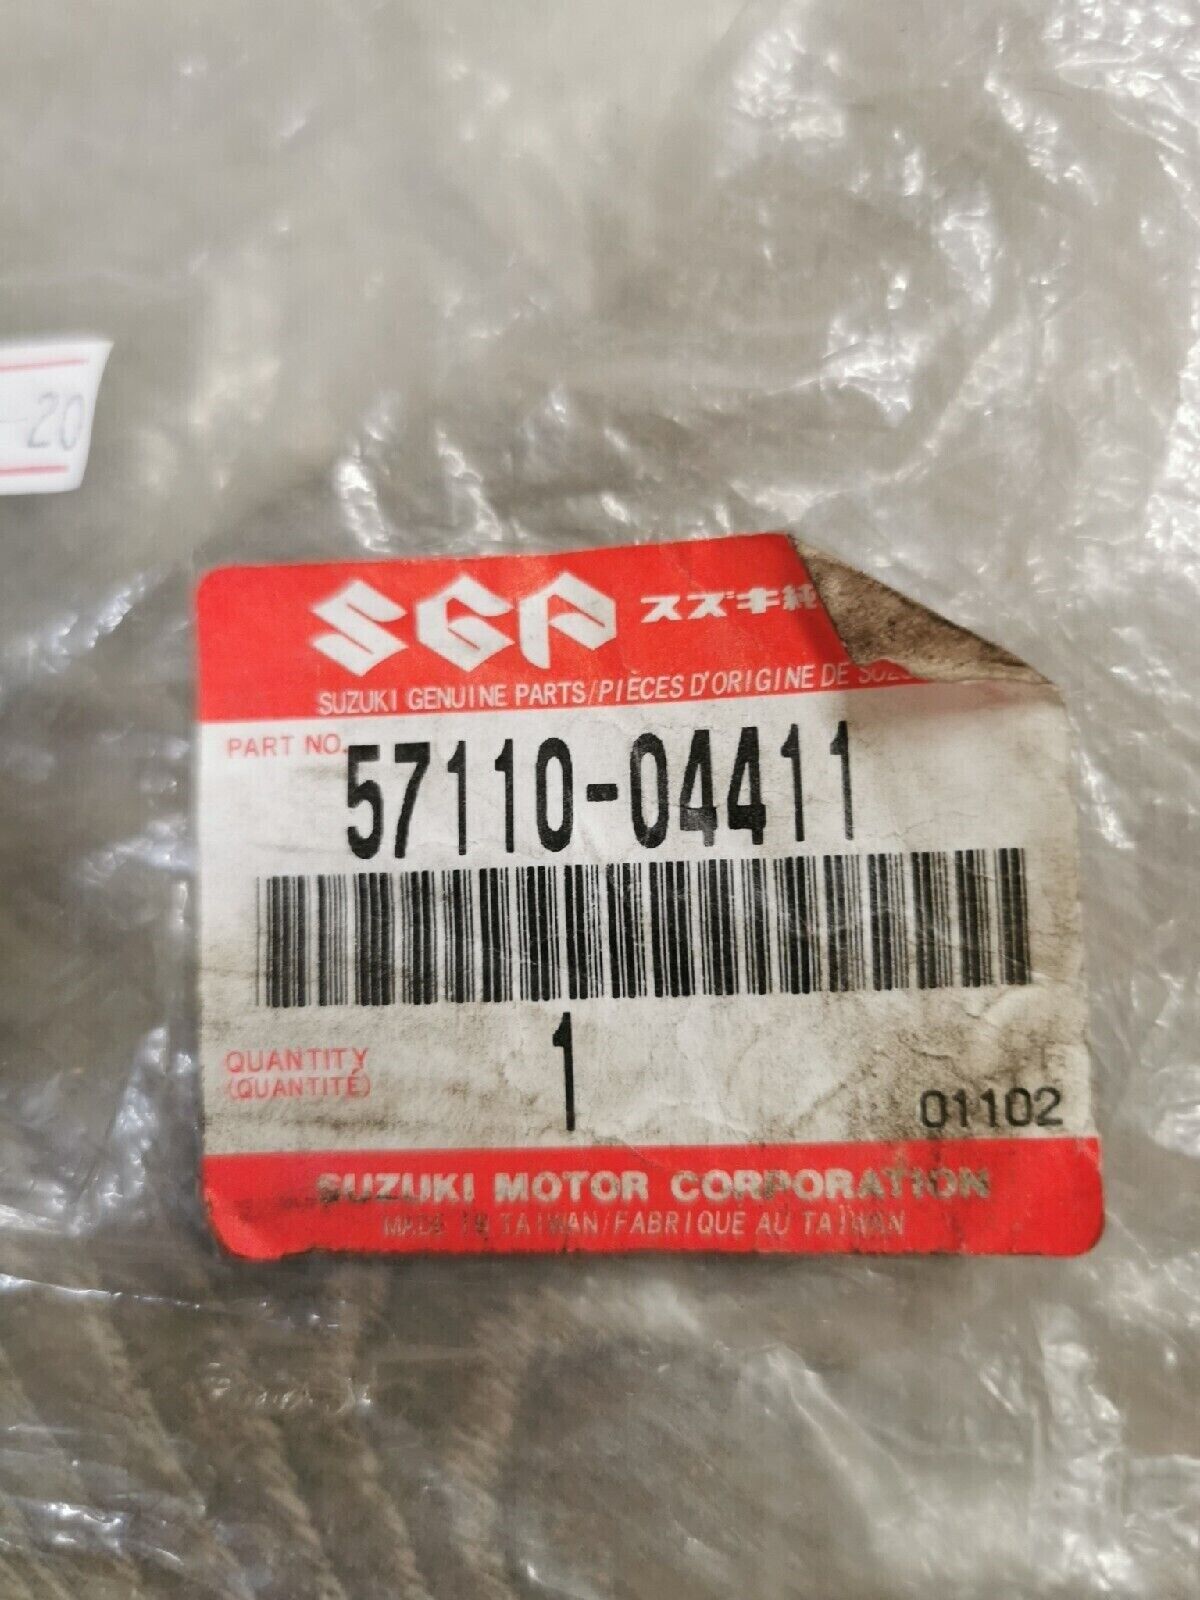 -20
SGP スズキ純
SUZUKI GENUINE PARTS/PIÈCES D'ORIGINE DE
PART NO. 57110-04411
QUANTITY 1
(QUANTITÉ)
01102
SUZUKI MOTOR CORPORATION
MADE IN TAIWAN/FABRIQUE AU TAIWAN